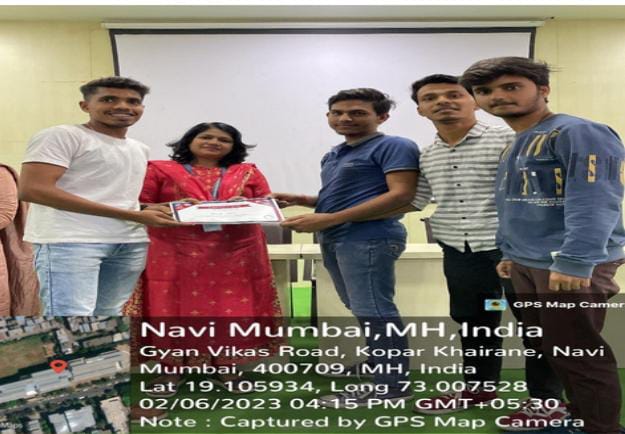 GPS Map Camera
Navi Mumbai,MH,India
Gyan Vikas Road, Kopar Khairane, Navi
Mumbai, 400709, MH, India
Lat 19.105934, Long 73.007528
02/06/2023 04:15 PM GMT+05:30
Note : Captured by GPS Map Camera